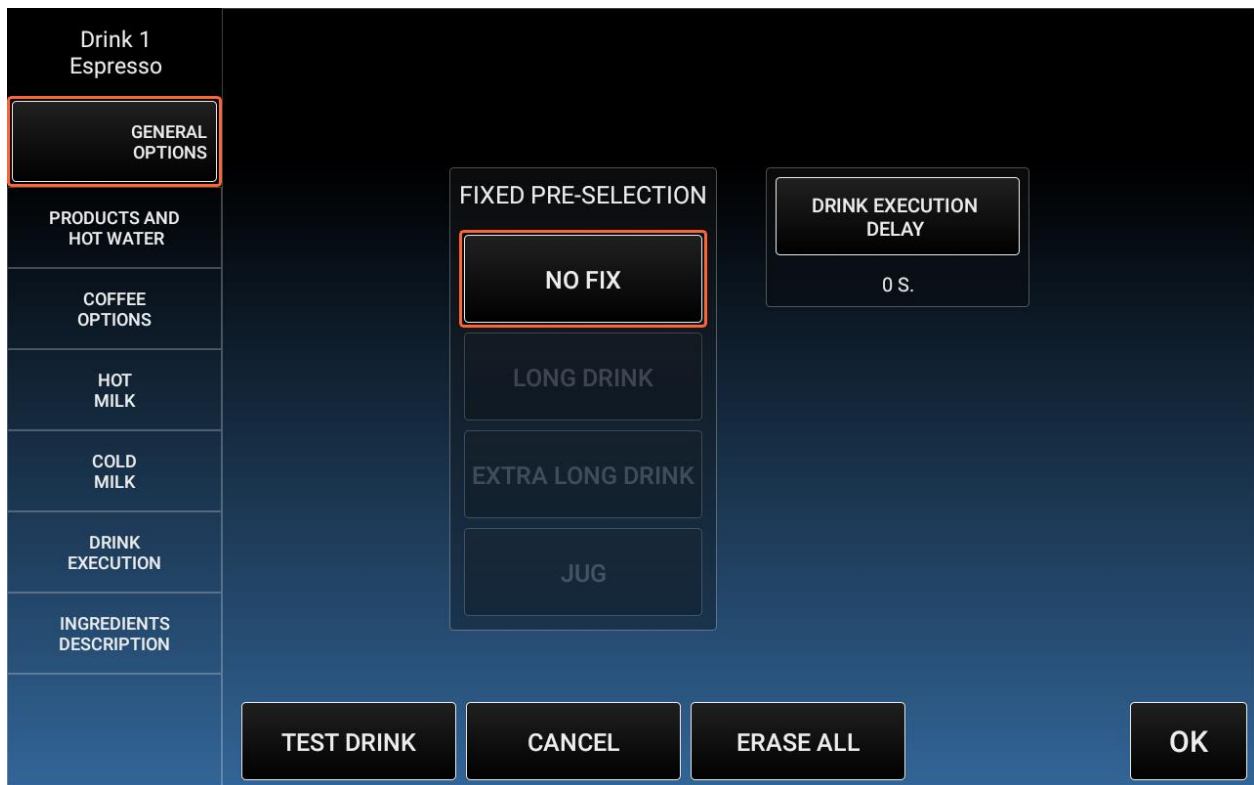 Drink 1
Espresso
GENERAL
OPTIONS
PRODUCTS AND
HOT WATER
COFFEE
OPTIONS
HOT
MILK
COLD
MILK
DRINK
EXECUTION
INGREDIENTS
DESCRIPTION
FIXED PRE-SELECTION
NO FIX
LONG DRINK
EXTRA LONG DRINK
JUG
DRINK EXECUTION
DELAY
0 S.
TEST DRINK
CANCEL
ERASE ALL
OK